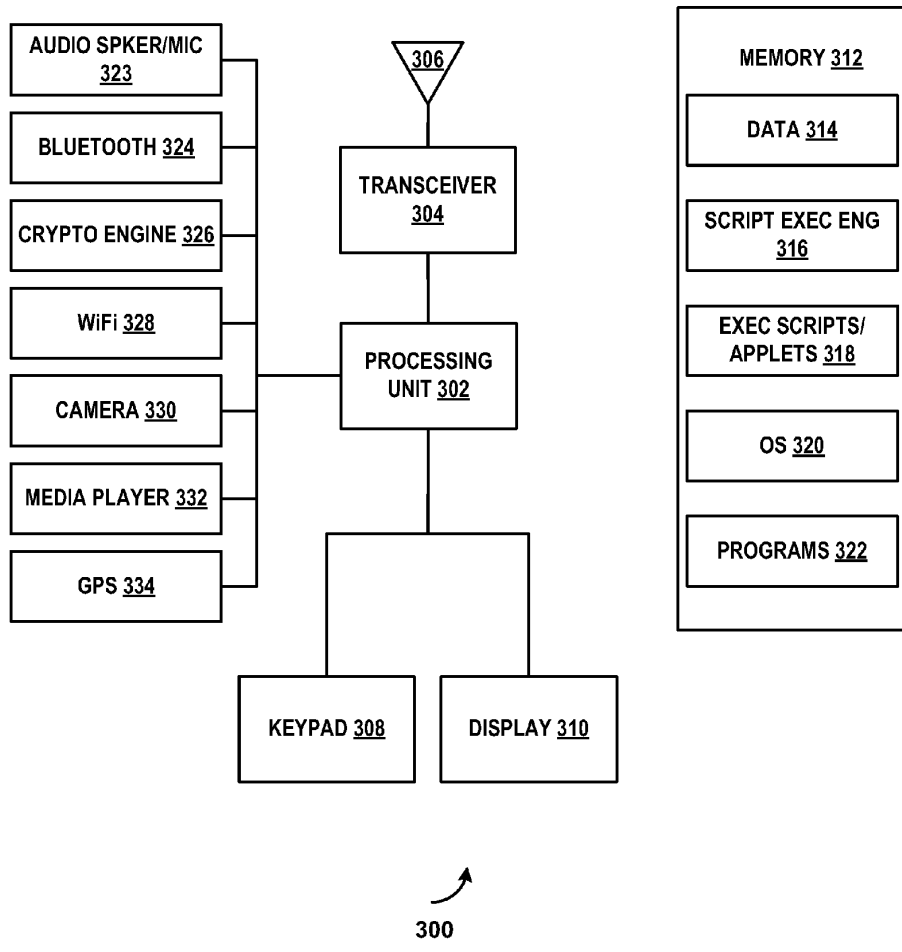 AUDIO SPKER/MIC
323
BLUETOOTH 324
CRYPTO ENGINE 326
WiFi 328
CAMERA 330
MEDIA PLAYER 332
GPS 334
306
TRANSCEIVER
304
PROCESSING
UNIT 302
KEYPAD 308
DISPLAY 310
MEMORY 312
DATA 314
SCRIPT EXEC ENG
316
EXEC SCRIPTS/
APPLETS 318
OS 320
PROGRAMS 322
300